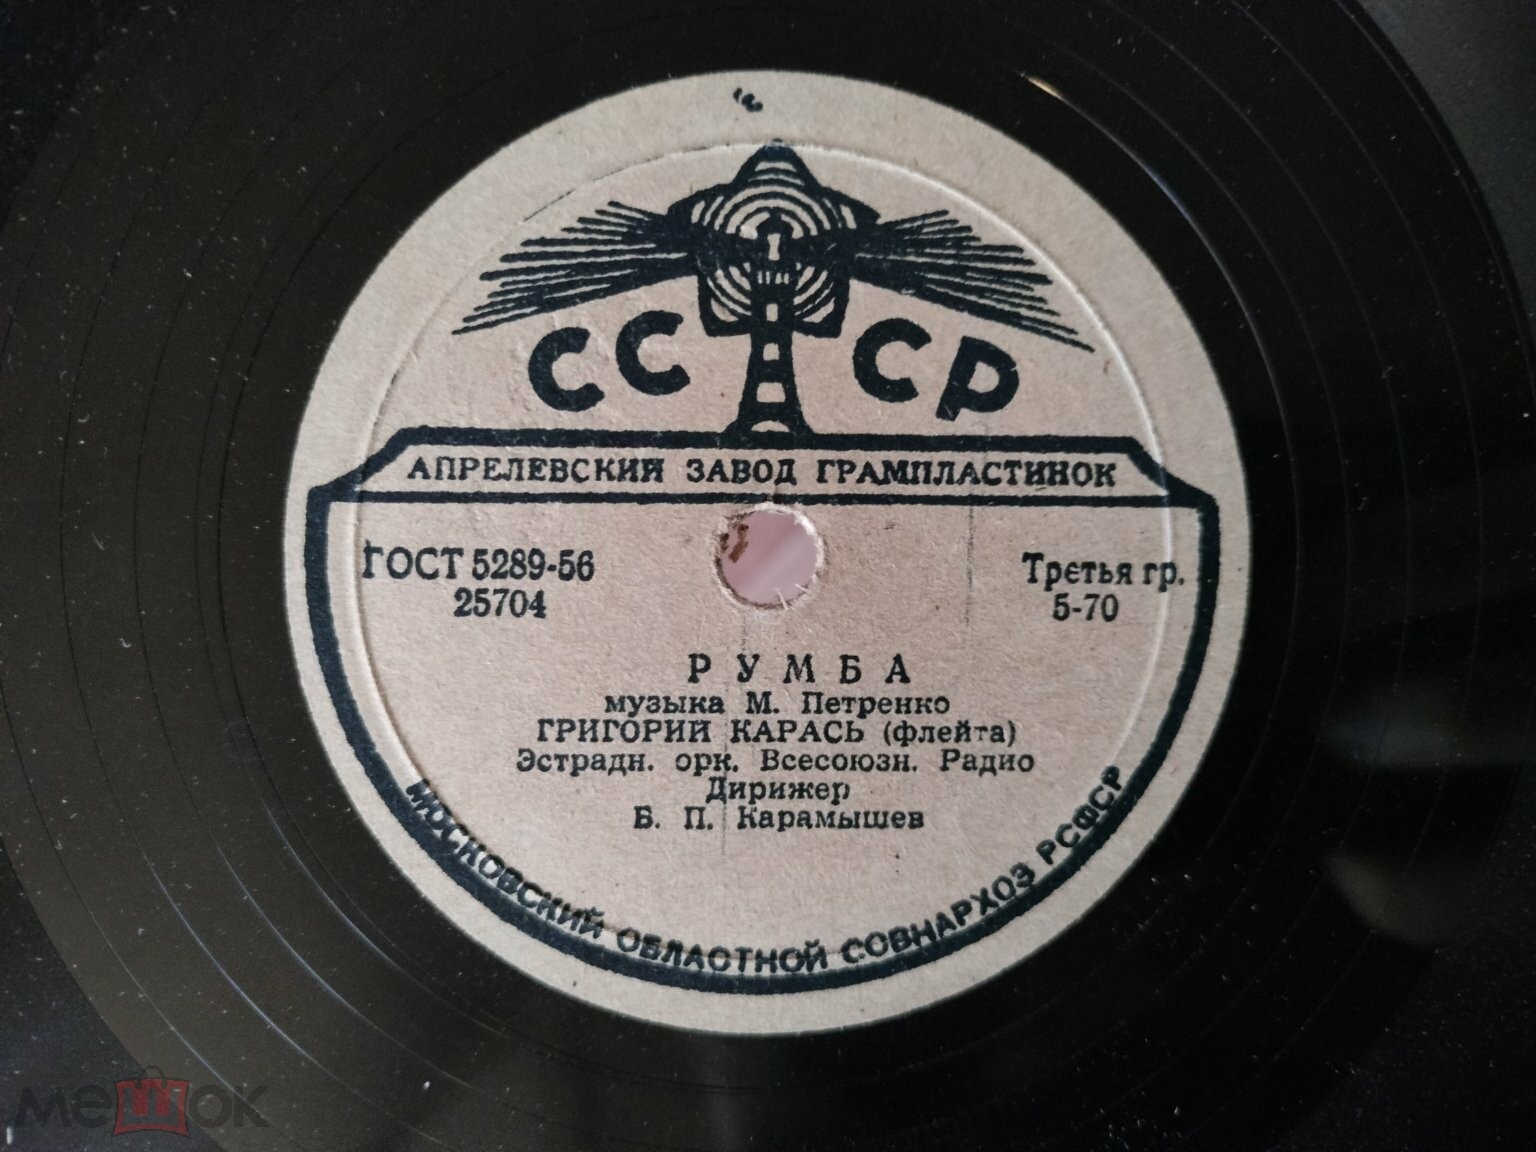 СССР
АПРЕЛЕВСКИЙ ЗАВОД ГРАМПЛАСТИНОК
ГОСТ 5289-56
25704
Третья гр.
5-70
РУМБА
музыка М. Петренко
ГРИГОРИЙ КАРАСЬ (флейта)
Эстрадн. орк. Всесоюзн. Радио
Дирижер
Б. П. Карамышев
МОСКОВСКИЙ ОБЛАСТНОЙ СОВНАРХОЗ РСФСР
мешок